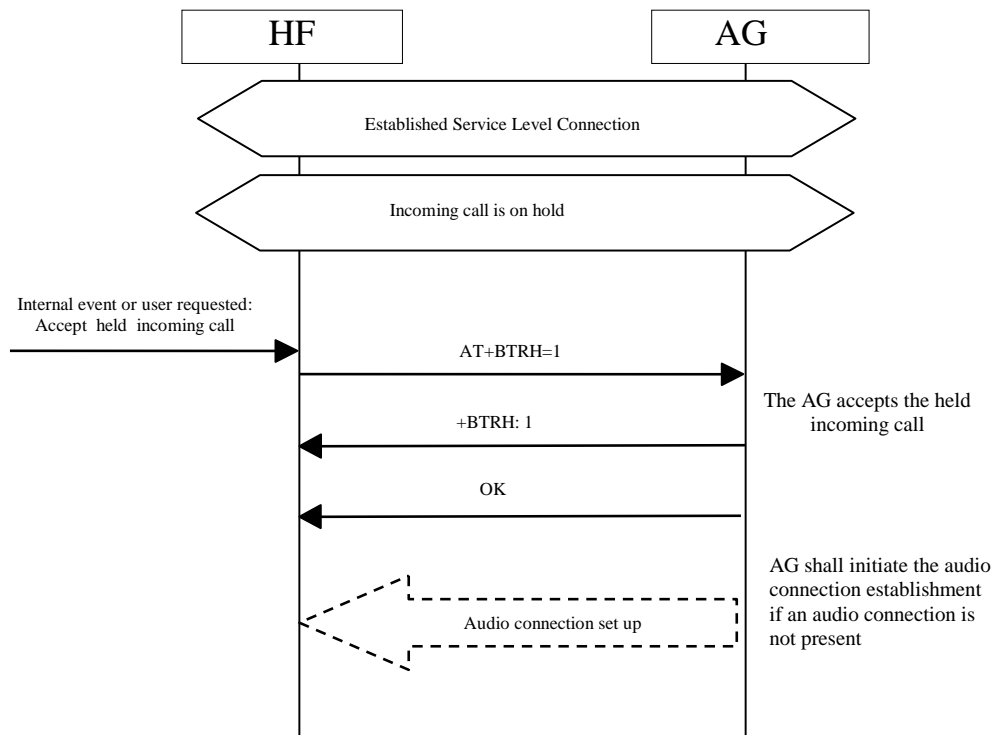 HF
AG
Established Service Level Connection
Incoming call is on hold
Internal event or user requested:
Accept held incoming call
AT+BTRH=1
The AG accepts the held
incoming call
+BTRH: 1
OK
AG shall initiate the audio
connection establishment
if an audio connection is
not present
Audio connection set up